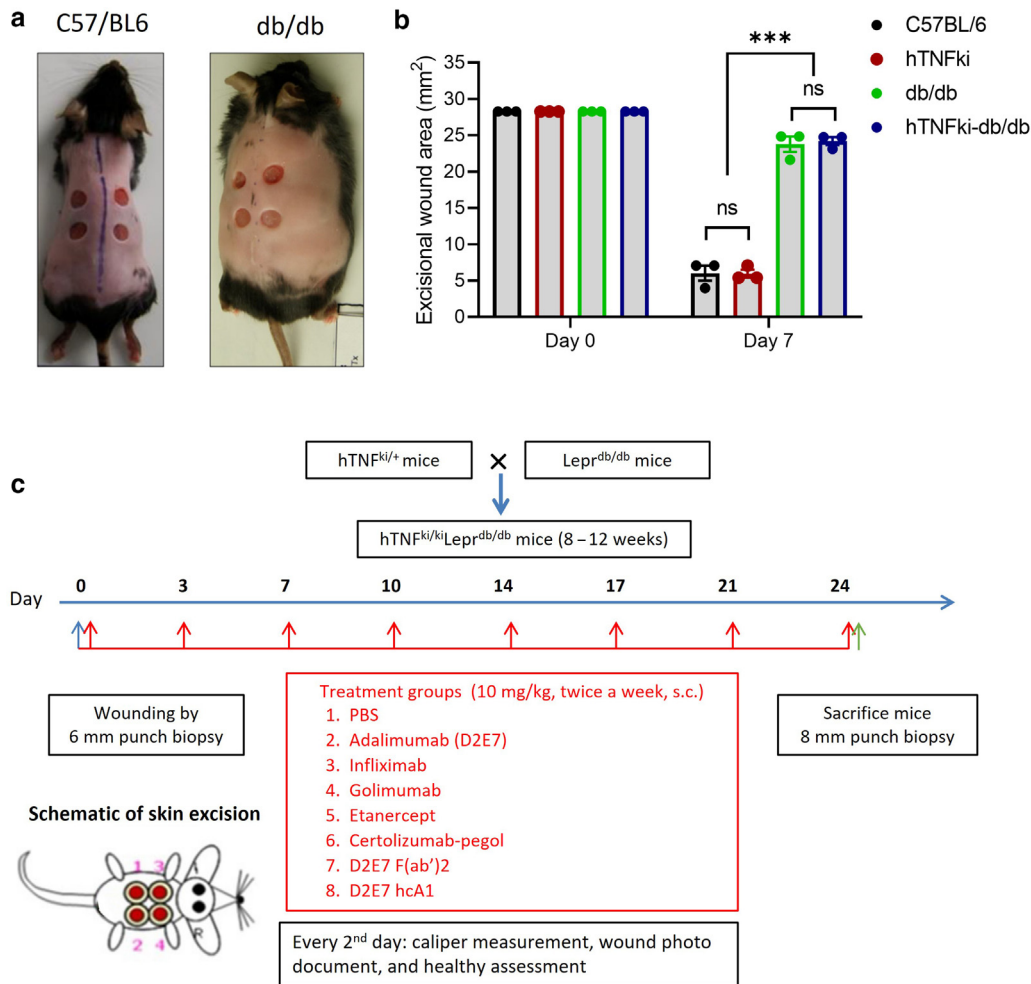 a
C57/BL6
db/db
Tx
b
Excisional wound area (mm²)
35
30
25
20
15
10
5
0
Day 0
Day 7
ns
***
ns
C57BL/6
hTNFki
db/db
hTNFki-db/db
c
hTNFki/+ mice
×
Leprdb/db mice
hTNFki/kiLeprdb/db mice (8 – 12 weeks)
Day
0 3 7 10 14 17 21 24
Wounding by
6 mm punch biopsy
Treatment groups (10 mg/kg, twice a week, s.c.)
1. PBS
2. Adalimumab (D2E7)
3. Infliximab
4. Golimumab
5. Etanercept
6. Certolizumab-pegol
7. D2E7 F(ab’)2
8. D2E7 hcA1
Sacrifice mice
8 mm punch biopsy
Schematic of skin excision
1 3
2 4
R
Every 2nd day: caliper measurement, wound photo
document, and healthy assessment